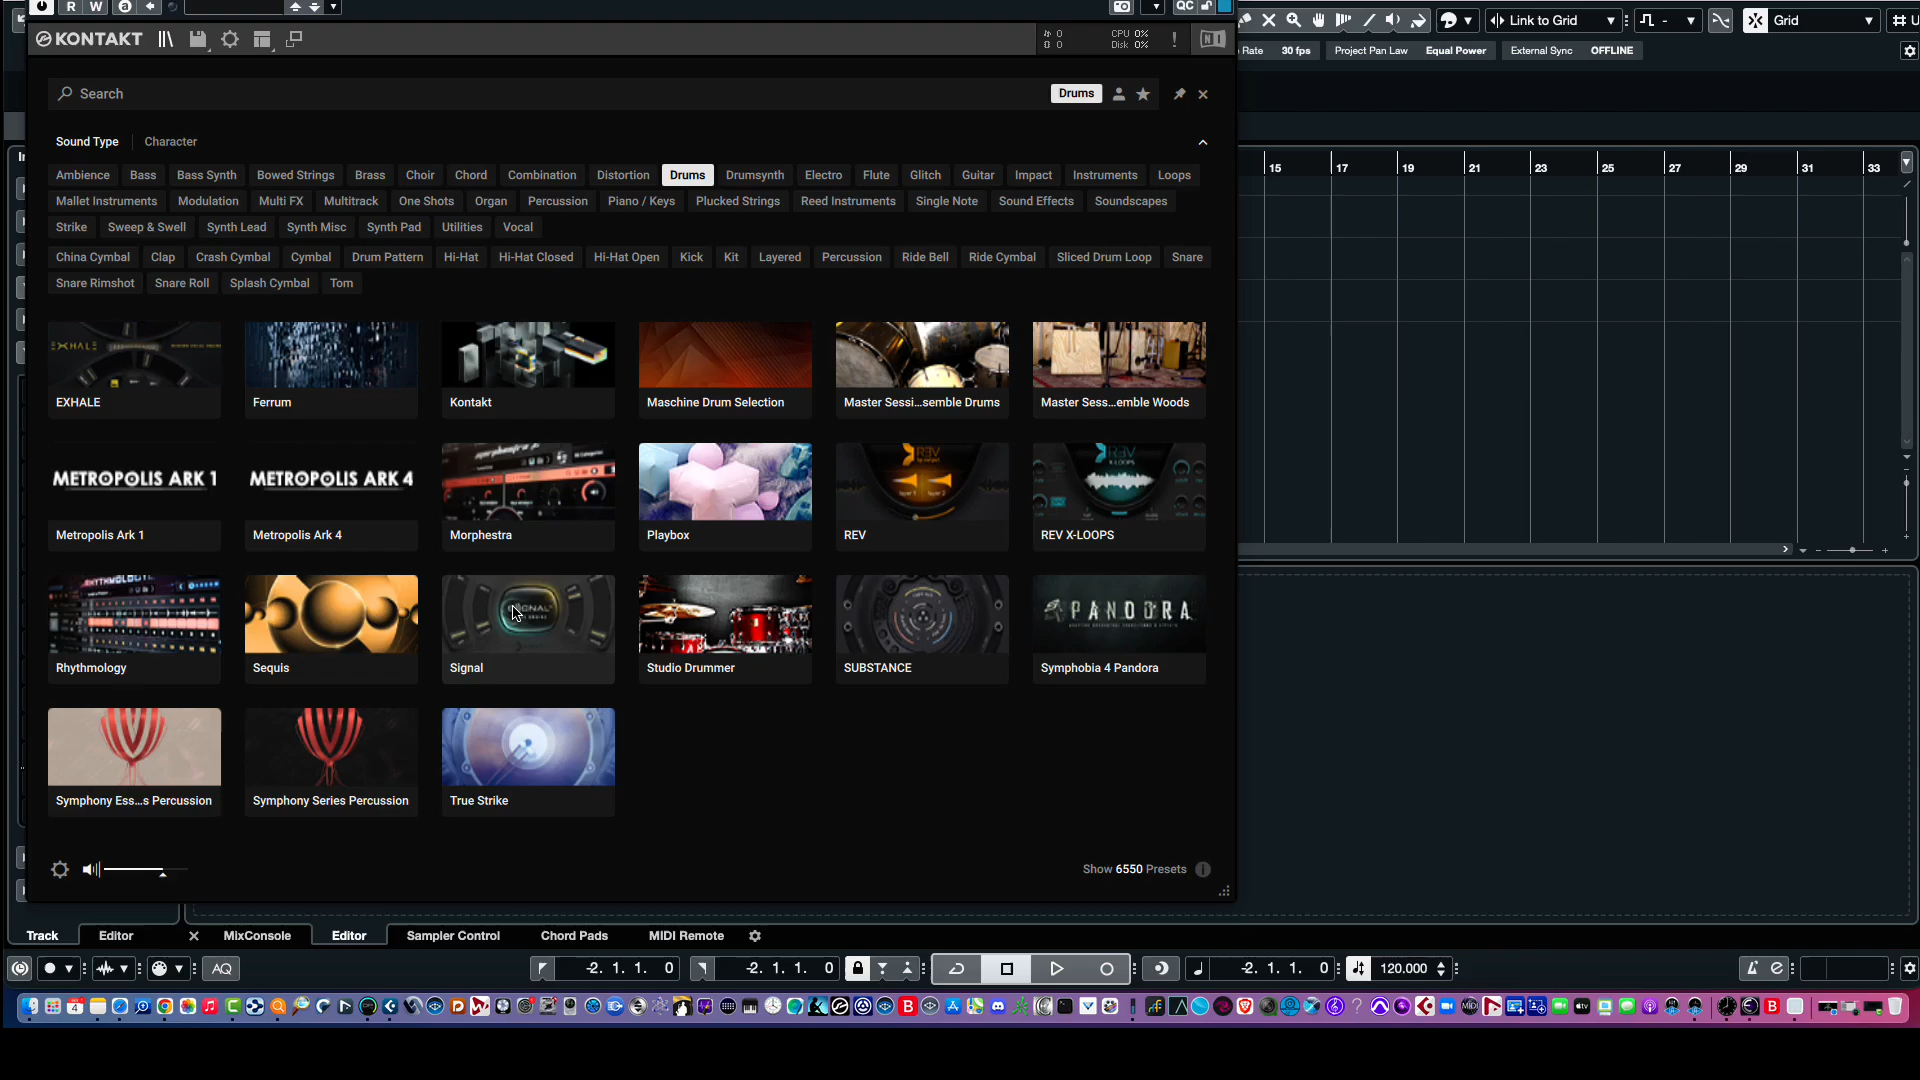 R W a QC
KONTAKT
0
0
CPU 0%
Disk 0%
!
Link to Grid
Grid
Rate 30 fps Project Pan Law Equal Power External Sync OFFLINE
Search Drums
Sound Type Character
Ambience Bass Bass Synth Bowed Strings Brass Choir Chord Combination Distortion Drums Drumsynth Electro Flute Glitch Guitar Impact Instruments Loops
Mallet Instruments Modulation Multi FX Multitrack One Shots Organ Percussion Piano / Keys Plucked Strings Reed Instruments Single Note Sound Effects Soundscapes
Strike Sweep & Swell Synth Lead Synth Misc Synth Pad Utilities Vocal
China Cymbal Clap Crash Cymbal Cymbal Drum Pattern Hi-Hat Hi-Hat Closed Hi-Hat Open Kick Kit Layered Percussion Ride Bell Ride Cymbal Sliced Drum Loop Snare
Snare Rimshot Snare Roll Splash Cymbal Tom
15 17 19 21 23 25 27 29 31 33
EXHALE
EXHALE Ferrum Kontakt Maschine Drum Selection Master Sessi...semble Drums Master Sess...emble Woods
METROPOLIS ARK 1 METROPOLIS ARK 4 REV REV X-LOOPS
Metropolis Ark 1 Metropolis Ark 4 Morphestra Playbox REV REV X-LOOPS
RHYTHMOLOGY PANDORA
Rhythmology Sequis Signal Studio Drummer SUBSTANCE Symphobia 4 Pandora
Symphony Ess...s Percussion Symphony Series Percussion True Strike
Show 6550 Presets
Track Editor MixConsole Editor Sampler Control Chord Pads MIDI Remote
AQ -2. 1. 1. 0 -2. 1. 1. 0 -2. 1. 1. 0 120.000